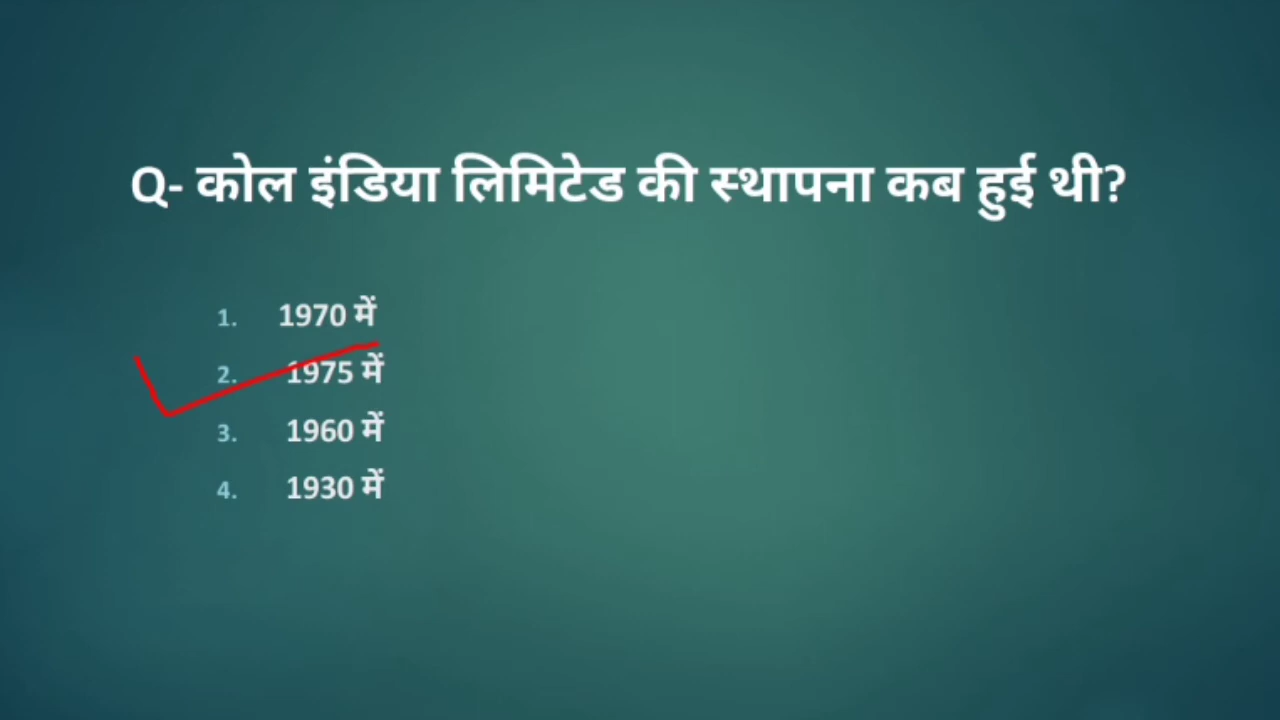 Q- कोल इंडिया लिमिटेड की स्थापना कब हुई थी?
1. 1970 में
2. 1975 में
3. 1960 में
4. 1930 में